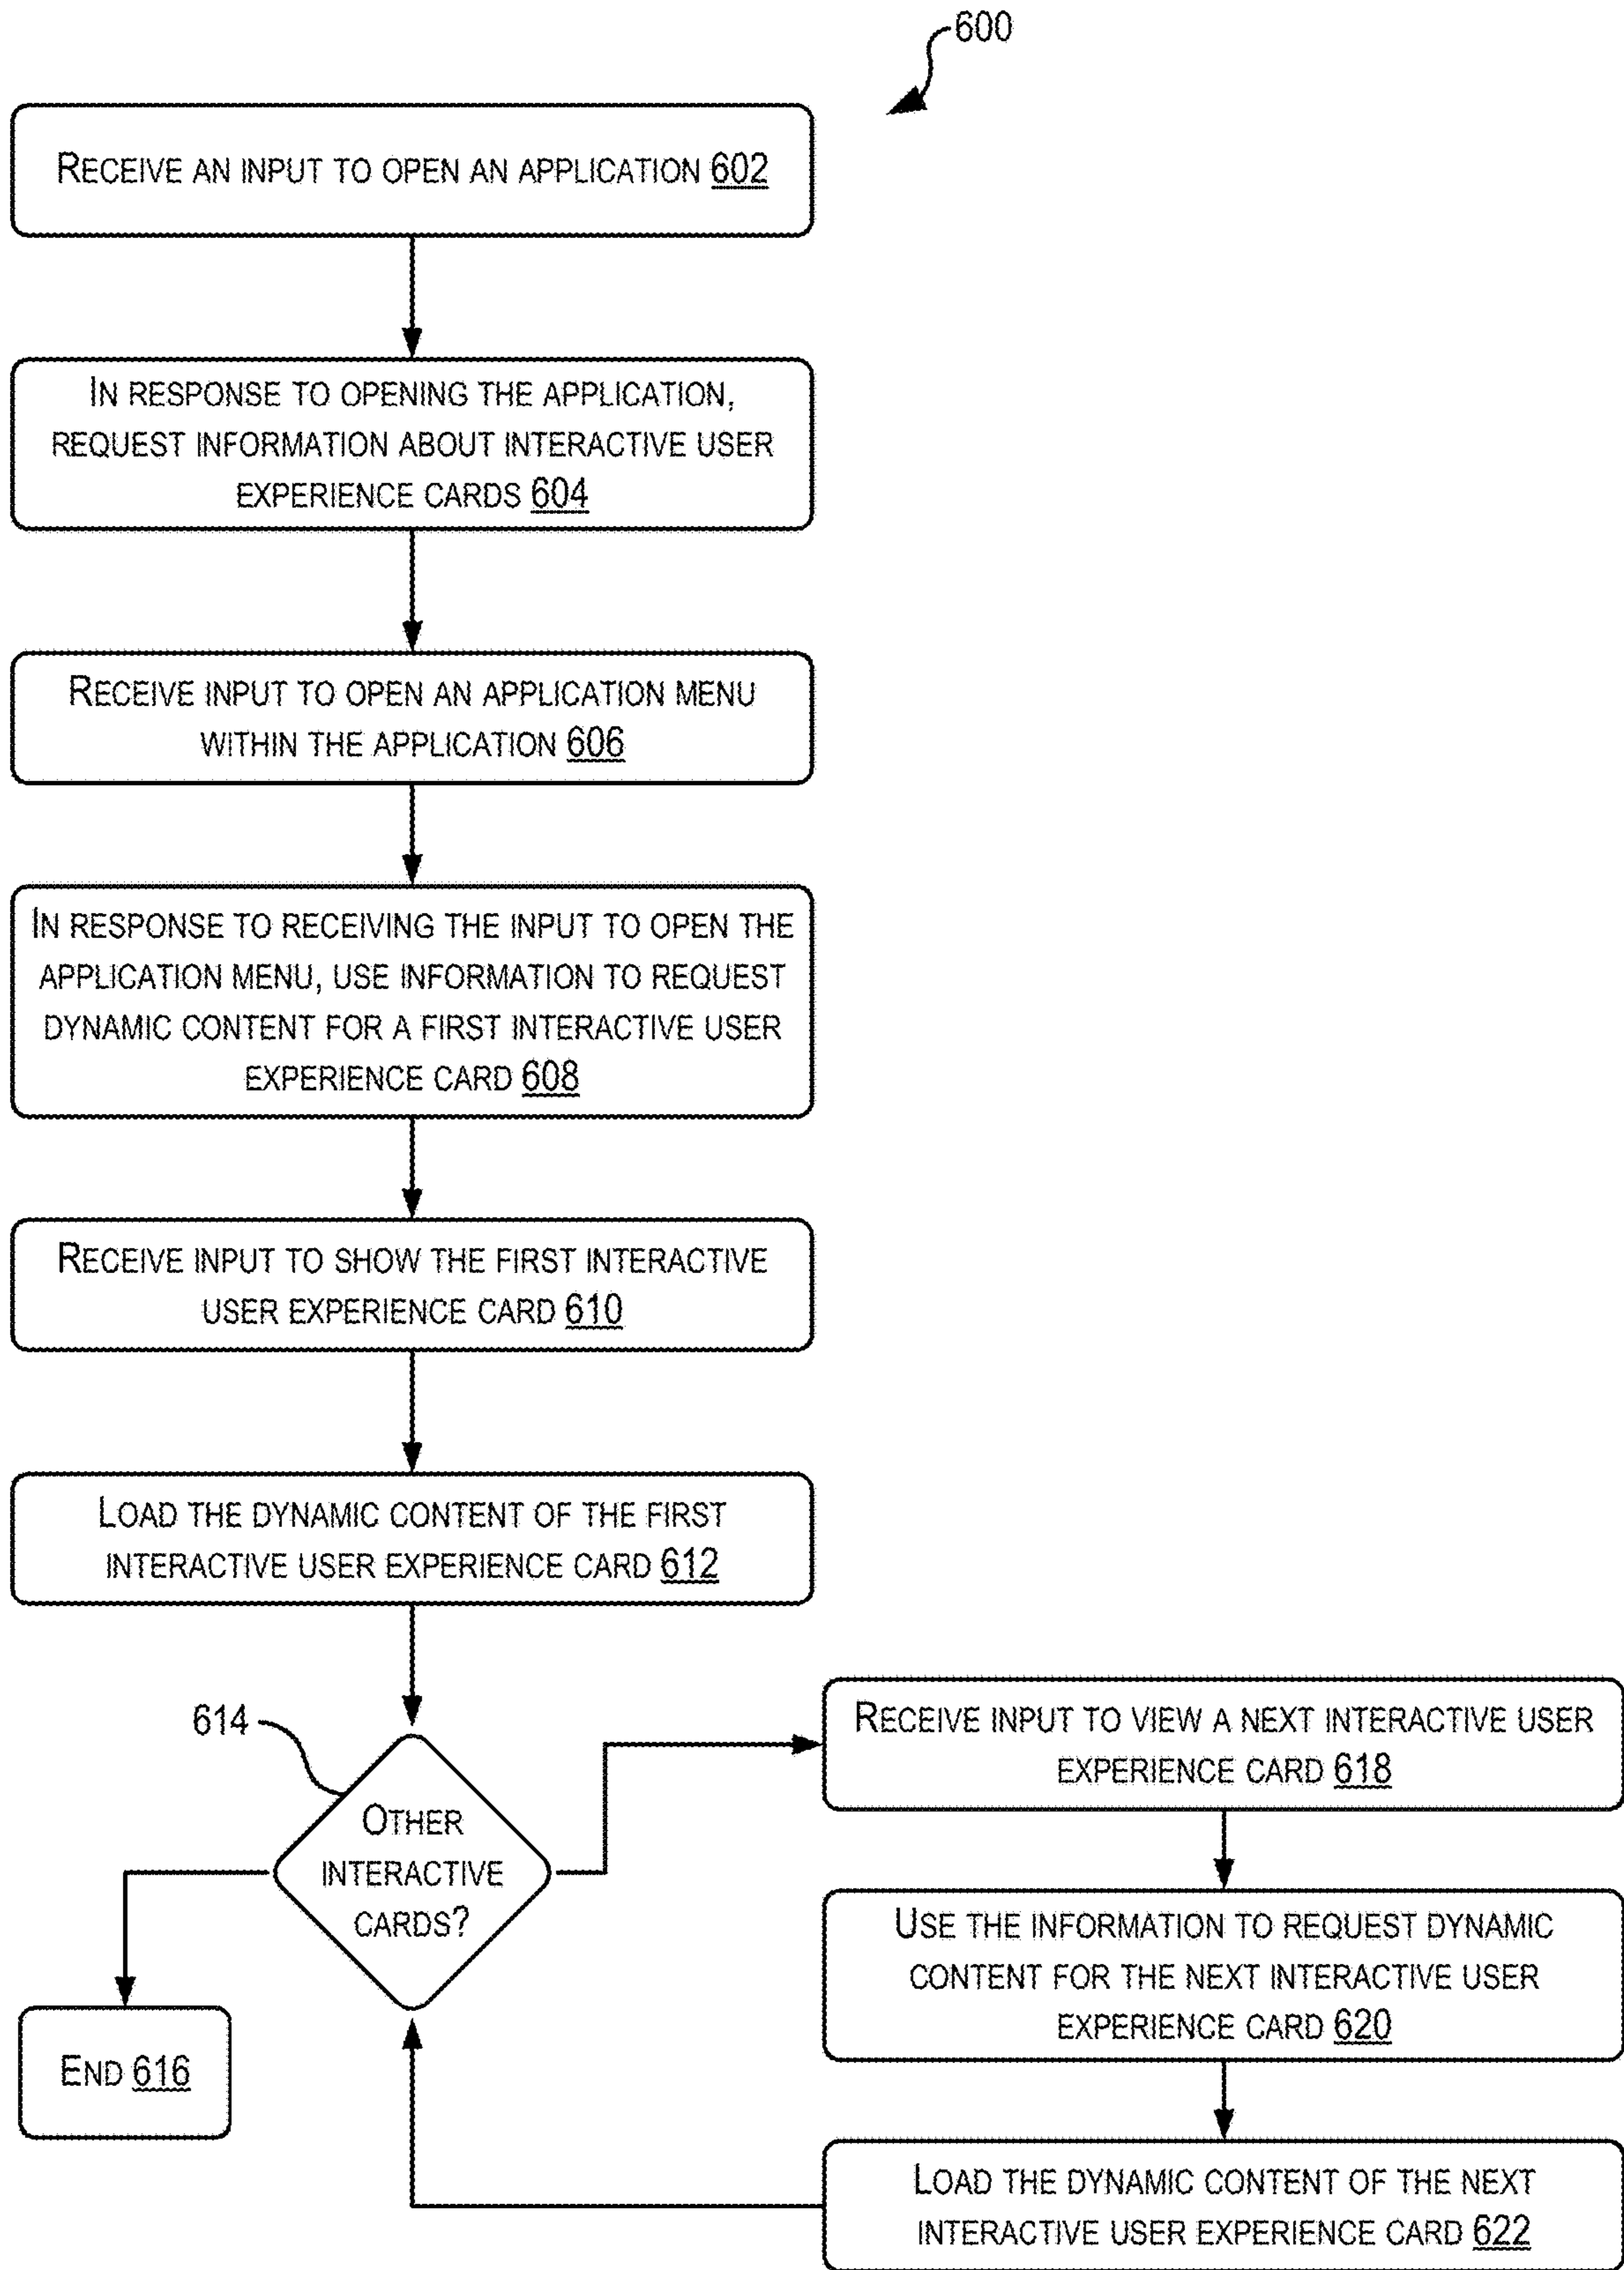 600
RECEIVE AN INPUT TO OPEN AN APPLICATION 602
IN RESPONSE TO OPENING THE APPLICATION,
REQUEST INFORMATION ABOUT INTERACTIVE USER
EXPERIENCE CARDS 604
RECEIVE INPUT TO OPEN AN APPLICATION MENU
WITHIN THE APPLICATION 606
IN RESPONSE TO RECEIVING THE INPUT TO OPEN THE
APPLICATION MENU, USE INFORMATION TO REQUEST
DYNAMIC CONTENT FOR A FIRST INTERACTIVE USER
EXPERIENCE CARD 608
RECEIVE INPUT TO SHOW THE FIRST INTERACTIVE
USER EXPERIENCE CARD 610
LOAD THE DYNAMIC CONTENT OF THE FIRST
INTERACTIVE USER EXPERIENCE CARD 612
614
OTHER
INTERACTIVE
CARDS?
END 616
RECEIVE INPUT TO VIEW A NEXT INTERACTIVE USER
EXPERIENCE CARD 618
USE THE INFORMATION TO REQUEST DYNAMIC
CONTENT FOR THE NEXT INTERACTIVE USER
EXPERIENCE CARD 620
LOAD THE DYNAMIC CONTENT OF THE NEXT
INTERACTIVE USER EXPERIENCE CARD 622